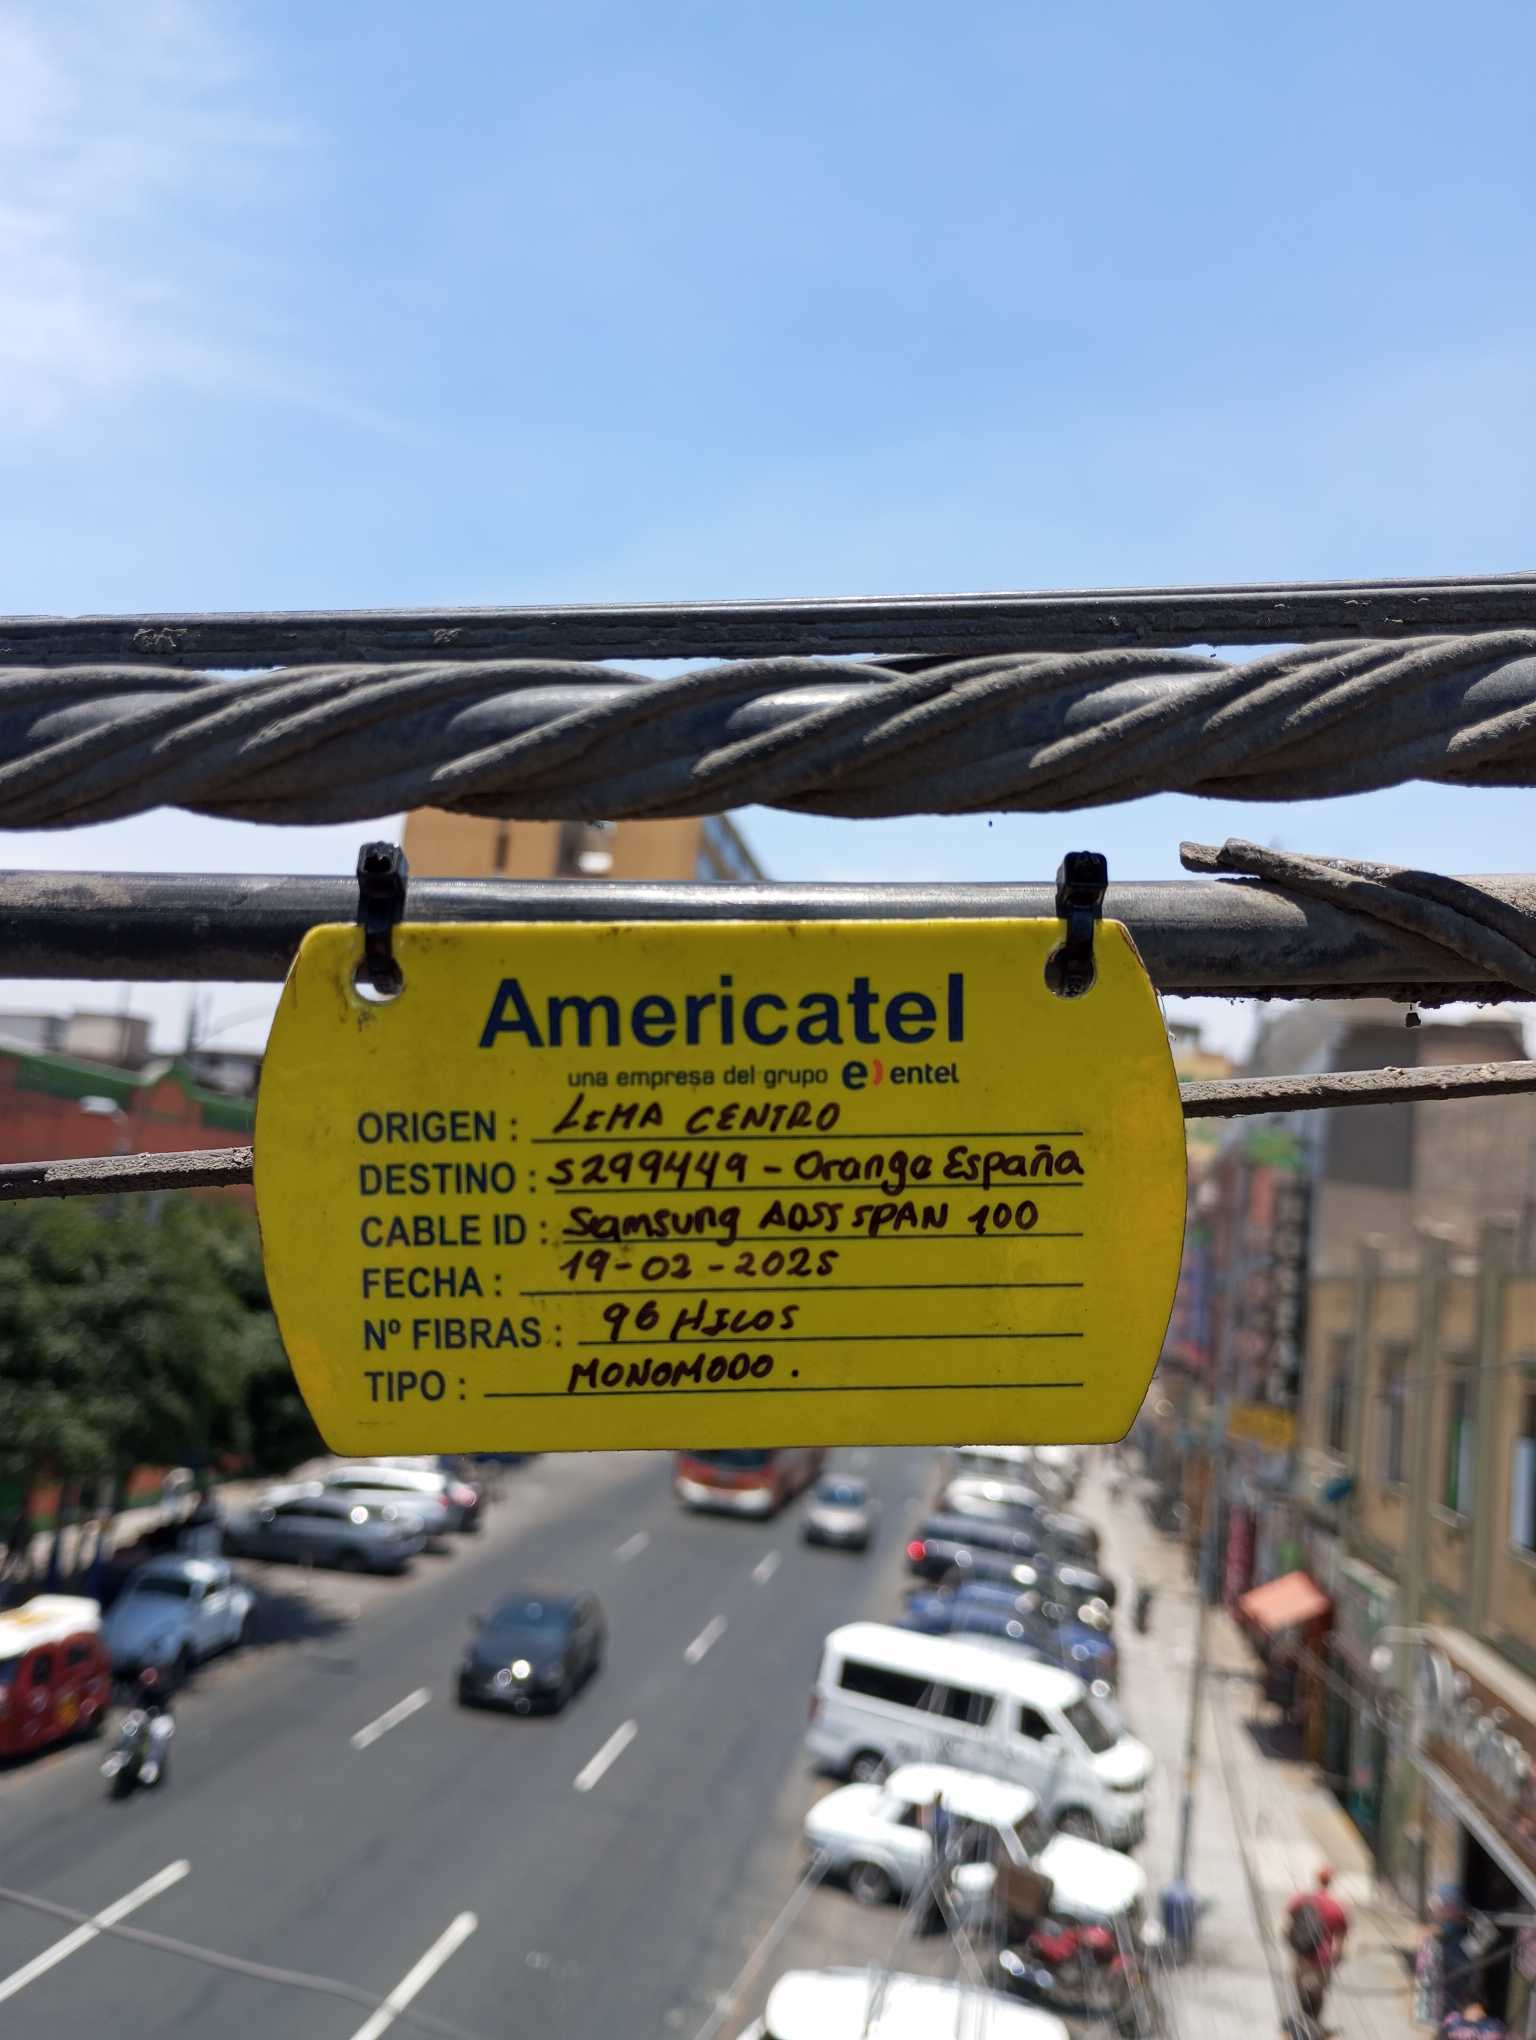 Americatel
una empresa del grupo e) entel
ORIGEN : LIMA CENTRO
DESTINO : S299449 - Orange España
CABLE ID : Samsung ADSS SPAN 100
FECHA : 19-02-2025
Nº FIBRAS : 96 HILOS
TIPO : MONOMODO.